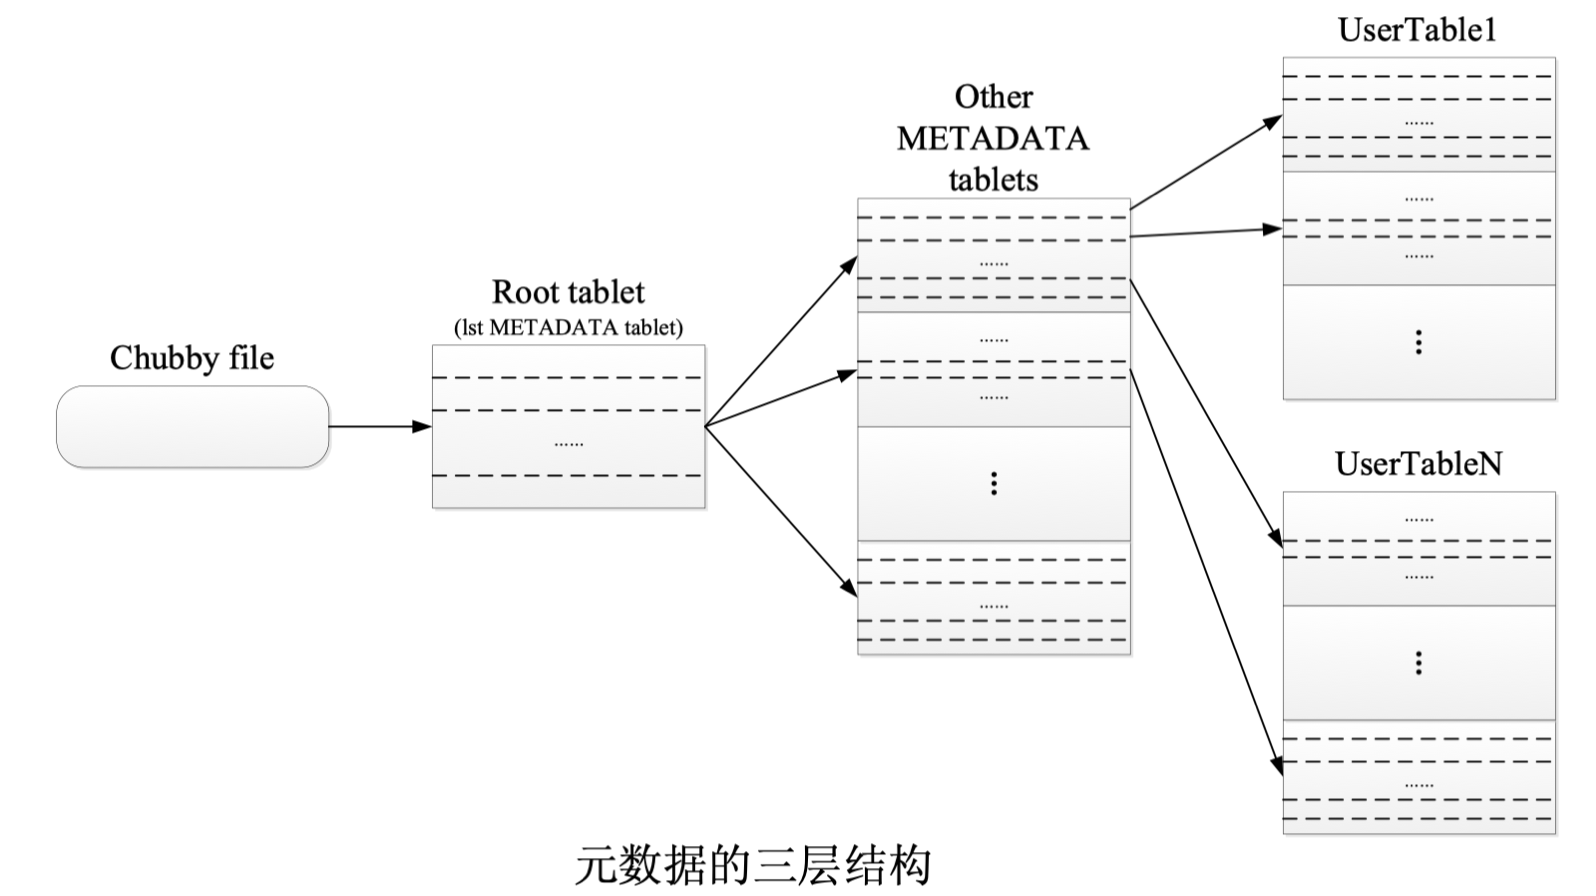 Chubby file
Root tablet
(lst METADATA tablet)
......
Other
METADATA
tablets
......
......
......
⋮
......
UserTable1
......
......
......
⋮
UserTableN
......
......
⋮
......
元数据的三层结构